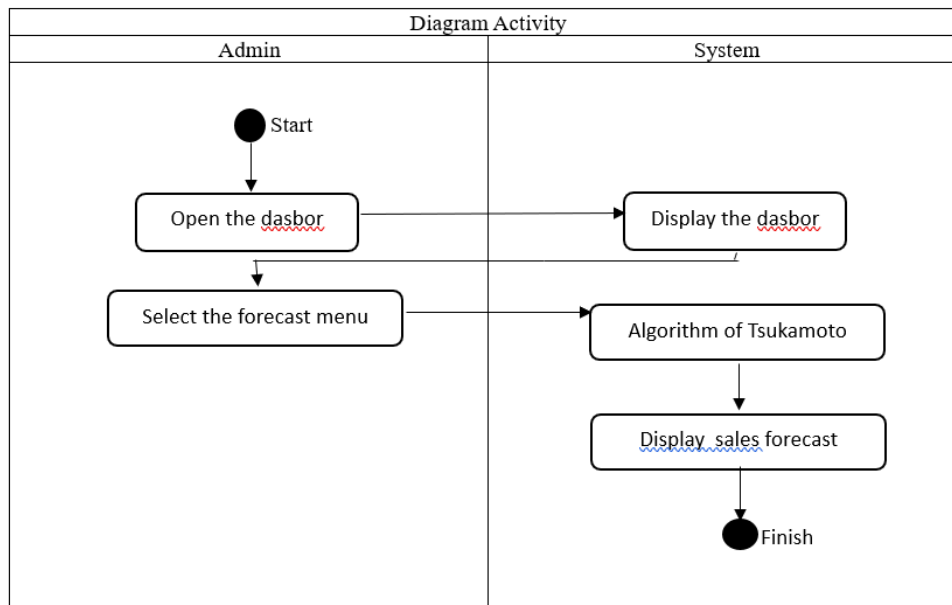 Diagram Activity
Admin
System
Start
Open the dasbor
Display the dasbor
Select the forecast menu
Algorithm of Tsukamoto
Display  sales forecast
Finish